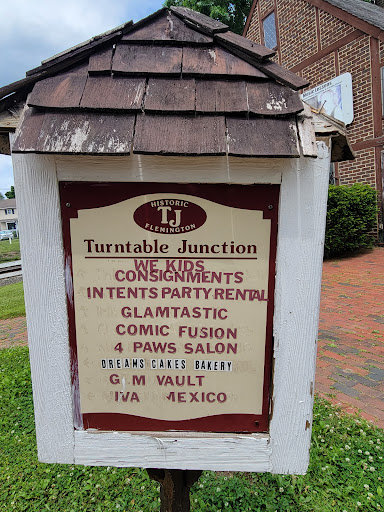 HISTORIC
TJ
FLEMINGTON
Turntable Junction
WE KIDS
CONSIGNMENTS
INTENTS PARTY RENTAL
GLAMTASTIC
COMIC FUSION
4 PAWS SALON
DREAMS CAKES BAKERY
G M VAULT
IVA MEXICO